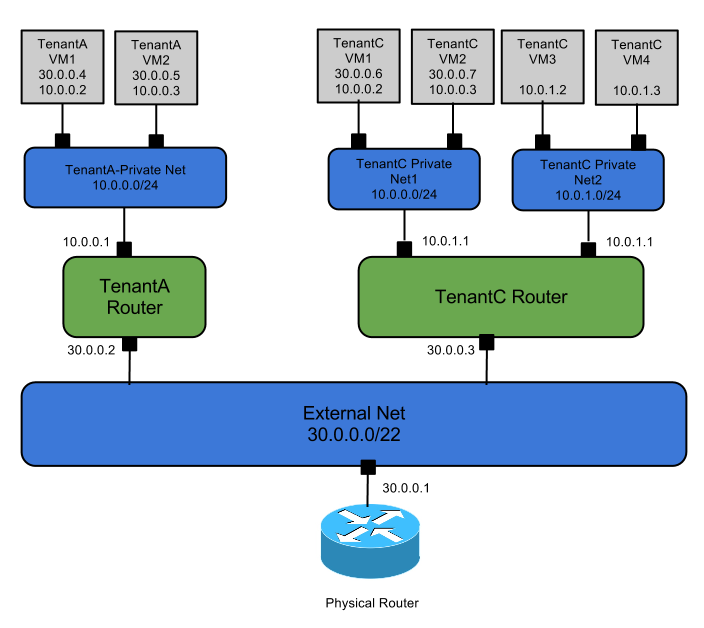 TenantA
VM1
30.0.0.4
10.0.0.2
TenantA
VM2
30.0.0.5
10.0.0.3
TenantC
VM1
30.0.0.6
10.0.0.2
TenantC
VM2
30.0.0.7
10.0.0.3
TenantC
VM3
10.0.1.2
TenantC
VM4
10.0.1.3
TenantA-Private Net
10.0.0.0/24
TenantC Private
Net1
10.0.0.0/24
TenantC Private
Net2
10.0.1.0/24
10.0.0.1
10.0.1.1
10.0.1.1
TenantA
Router
TenantC Router
30.0.0.2
30.0.0.3
External Net
30.0.0.0/22
30.0.0.1
Physical Router